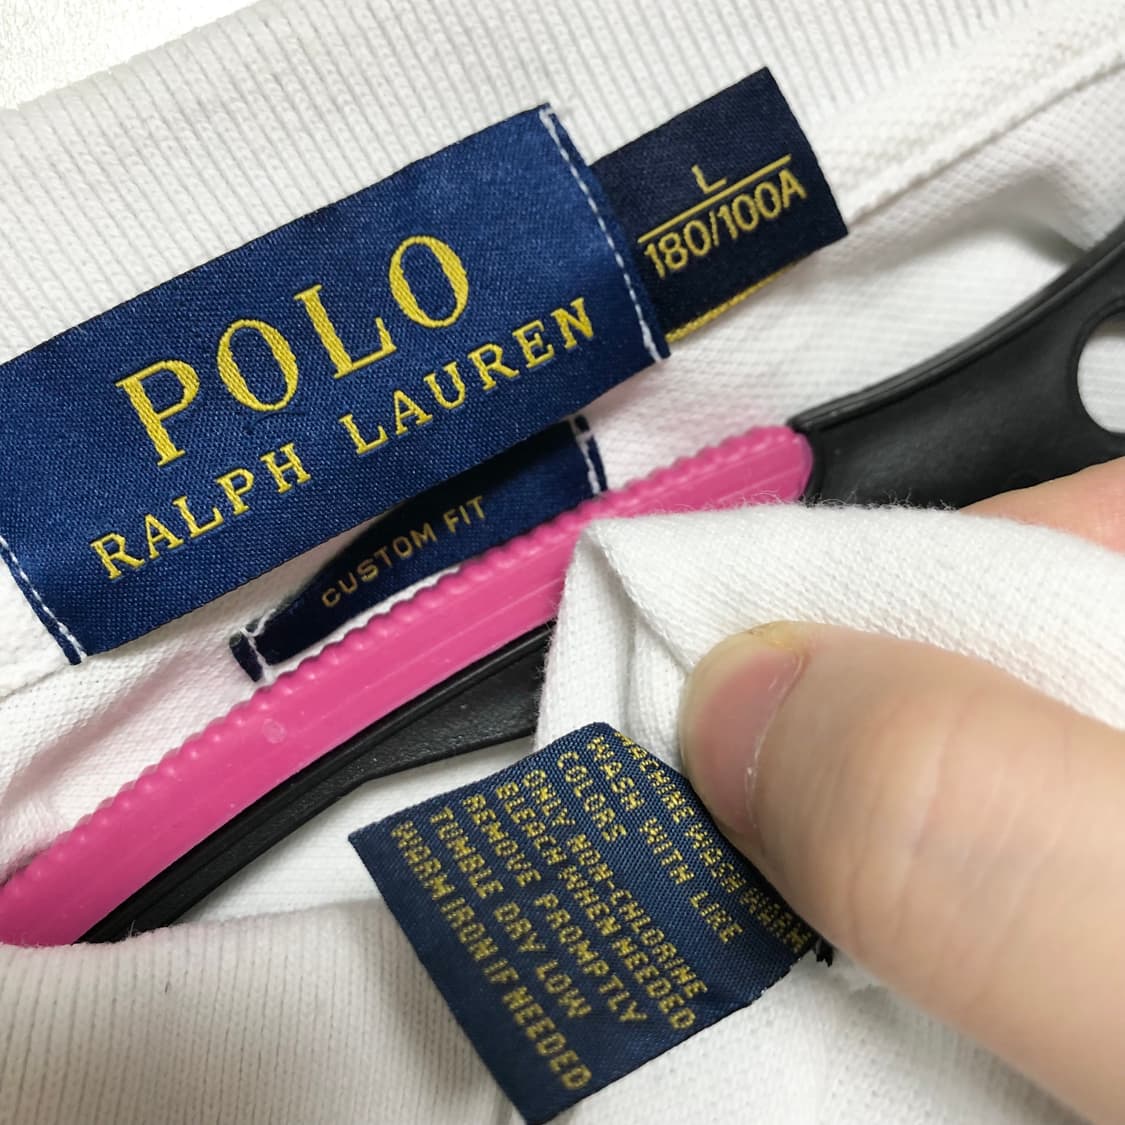 POLO
RALPH LAUREN
L
180/100A
CUSTOM FIT
MACHINE WASH WARM
WASH WITH LIKE
COLORS
ONLY NON-CHLORINE
BLEACH WHEN NEEDED
REMOVE PROMPTLY
TUMBLE DRY LOW
WARM IRON IF NEEDED